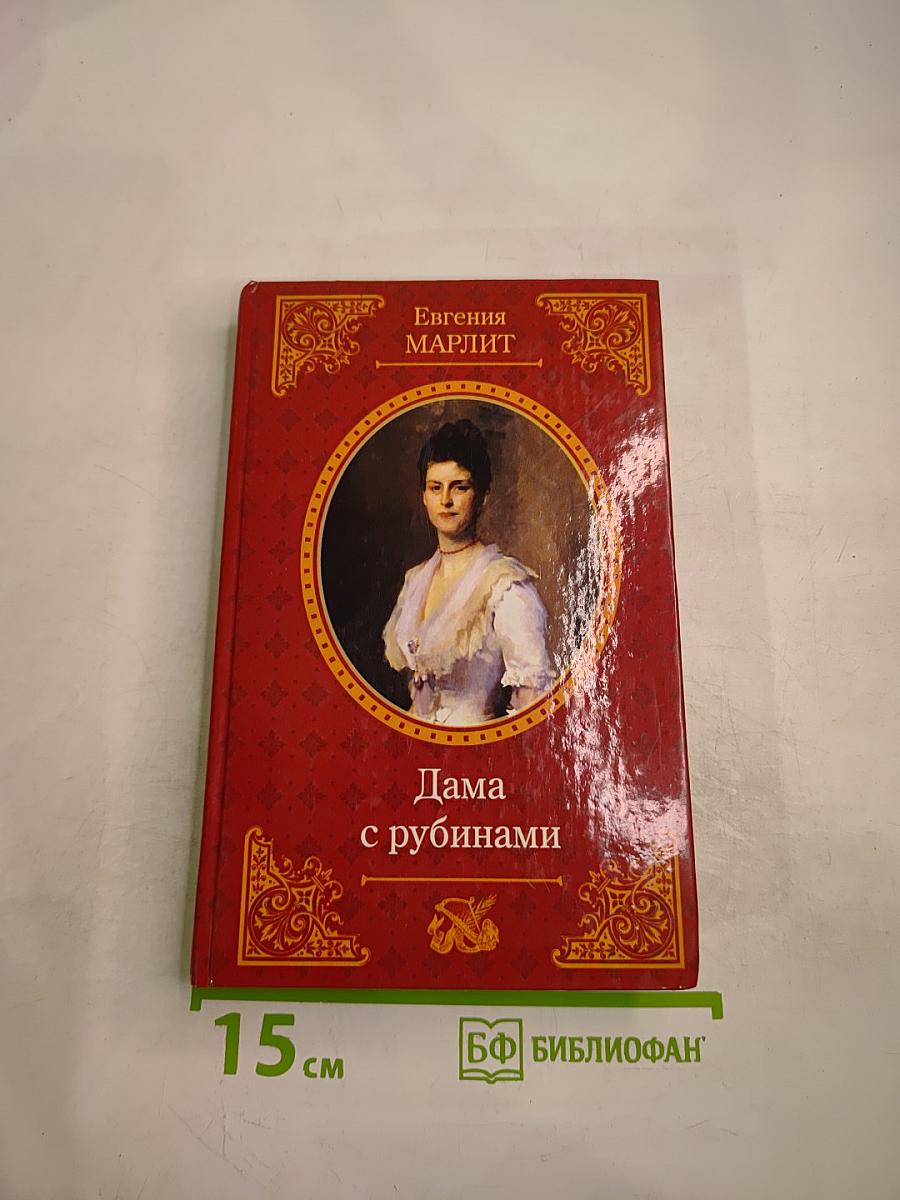 Евгения
МАРЛИТ
Дама
с рубинами
15 см
БФ БИБЛИОФАН